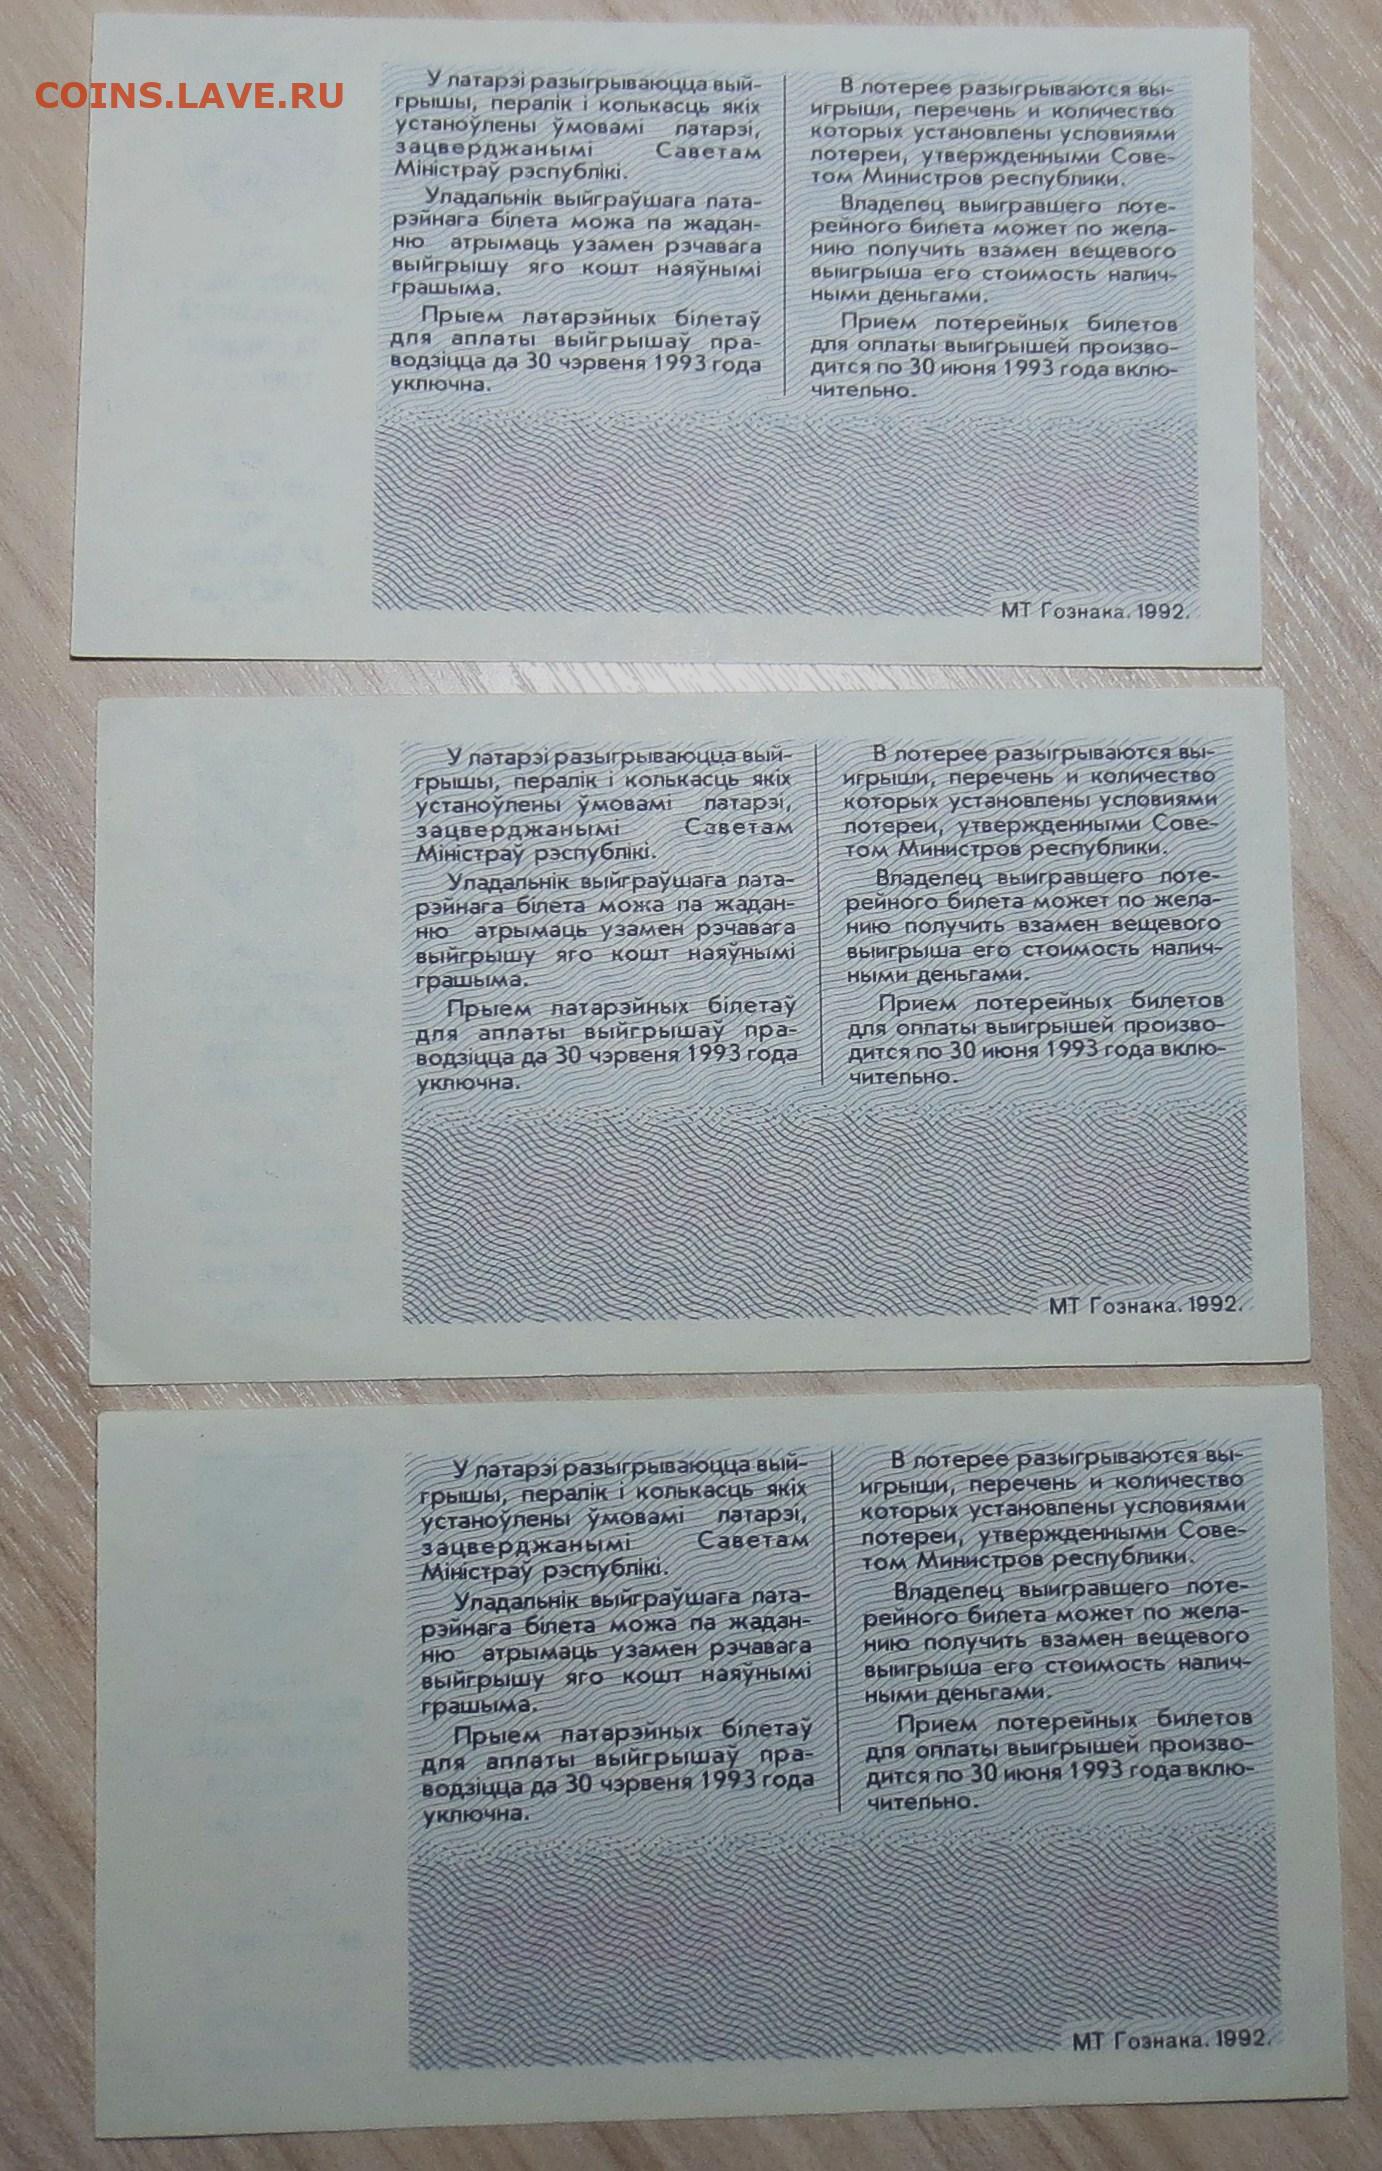 COINS.LAVE.RU
У латарэі разыгрываюцца вый-
грышы, пералік і колькасць якіх
устаноўлены ўмовамі латарэі,
зацверджанымі Саветам
Міністраў рэспублікі.
Уладальнік выйграўшага лата-
рэйнага білета можа па жадан-
ню атрымаць узамен рэчавага
выйгрышу яго кошт наяўнымі
грашыма.
Прыем латарэйных білетаў
для аплаты выйгрышаў пра-
водзіцца да 30 чэрвеня 1993 года
уключна.
В лотерее разыгрываются вы-
игрыши, перечень и количество
которых установлены условиями
лотереи, утвержденными Сове-
том Министров республики.
Владелец выигравшего лоте-
рейного билета может по жела-
нию получить взамен вещевого
выигрыша его стоимость налич-
ными деньгами.
Прием лотерейных билетов
для оплаты выигрышей произво-
дится по 30 июня 1993 года вклю-
чительно.
МТ Гознака. 1992.
У латарэі разыгрываюцца вый-
грышы, пералік і колькасць якіх
устаноўлены ўмовамі латарэі,
зацверджанымі Саветам
Міністраў рэспублікі.
Уладальнік выйграўшага лата-
рэйнага білета можа па жадан-
ню атрымаць узамен рэчавага
выйгрышу яго кошт наяўнымі
грашыма.
Прыем латарэйных білетаў
для аплаты выйгрышаў пра-
водзіцца да 30 чэрвеня 1993 года
уключна.
В лотерее разыгрываются вы-
игрыши, перечень и количество
которых установлены условиями
лотереи, утвержденными Сове-
том Министров республики.
Владелец выигравшего лоте-
рейного билета может по жела-
нию получить взамен вещевого
выигрыша его стоимость налич-
ными деньгами.
Прием лотерейных билетов
для оплаты выигрышей произво-
дится по 30 июня 1993 года вклю-
чительно.
МТ Гознака. 1992.
У латарэі разыгрываюцца вый-
грышы, пералік і колькасць якіх
устаноўлены ўмовамі латарэі,
зацверджанымі Саветам
Міністраў рэспублікі.
Уладальнік выйграўшага лата-
рэйнага білета можа па жадан-
ню атрымаць узамен рэчавага
выйгрышу яго кошт наяўнымі
грашыма.
Прыем латарэйных білетаў
для аплаты выйгрышаў пра-
водзіцца да 30 чэрвеня 1993 года
уключна.
В лотерее разыгрываются вы-
игрыши, перечень и количество
которых установлены условиями
лотереи, утвержденными Сове-
том Министров республики.
Владелец выигравшего лоте-
рейного билета может по жела-
нию получить взамен вещевого
выигрыша его стоимость налич-
ными деньгами.
Прием лотерейных билетов
для оплаты выигрышей произво-
дится по 30 июня 1993 года вклю-
чительно.
МТ Гознака. 1992.